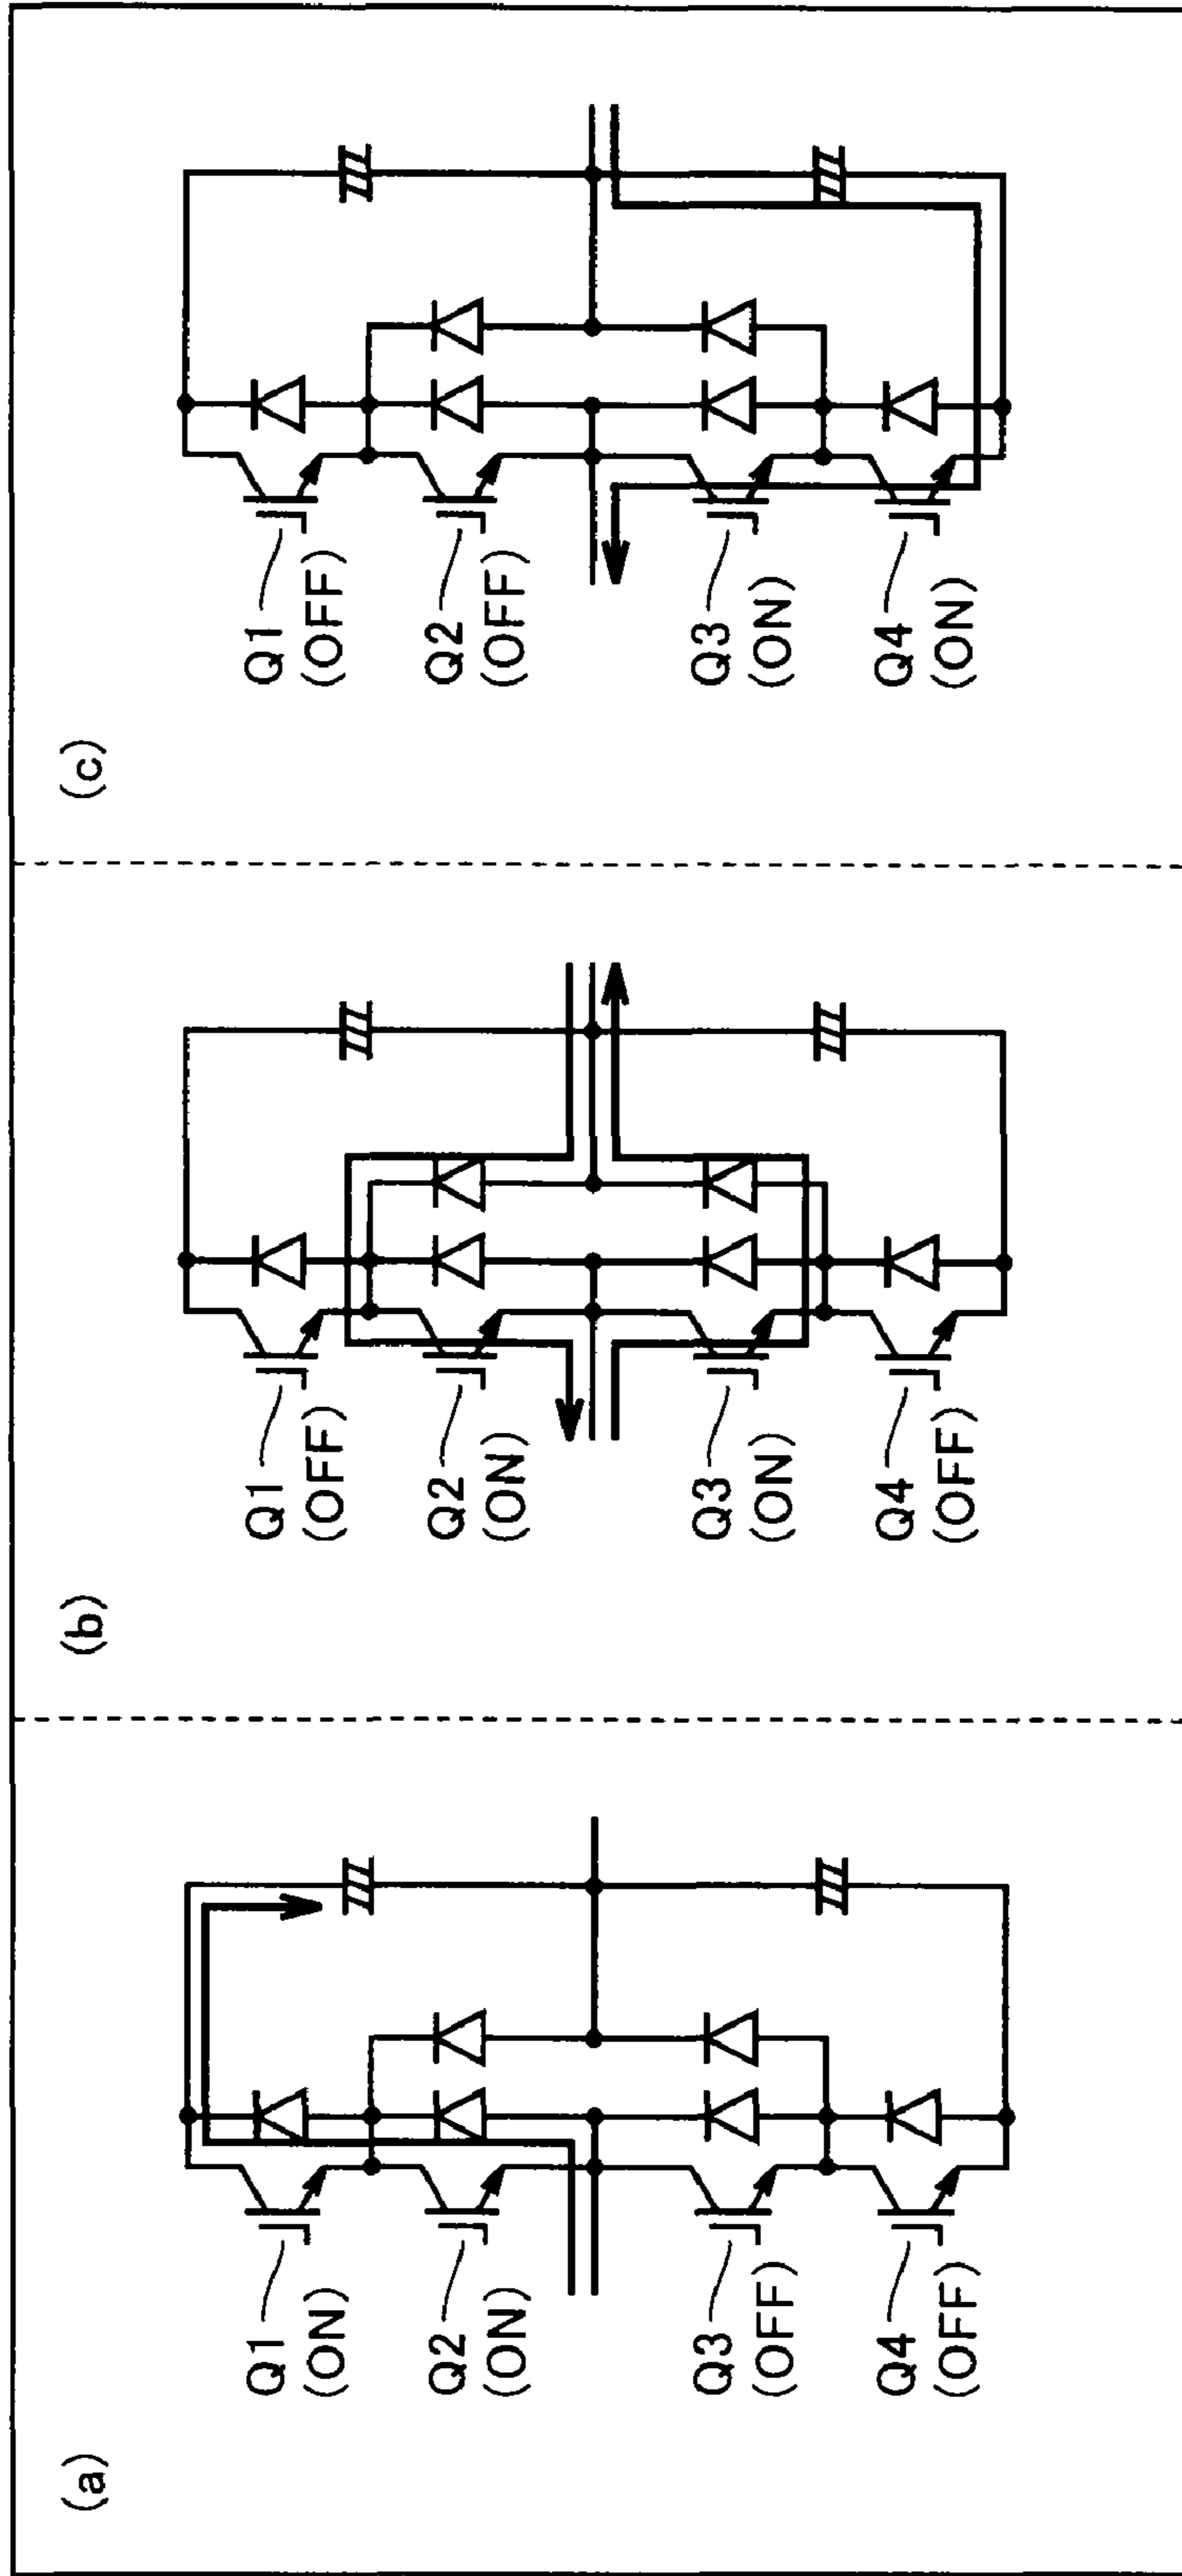 (a)
Q1
(ON)
Q2
(ON)
Q3
(OFF)
Q4
(OFF)
(b)
Q1
(OFF)
Q2
(ON)
Q3
(ON)
Q4
(OFF)
(c)
Q1
(OFF)
Q2
(OFF)
Q3
(ON)
Q4
(ON)